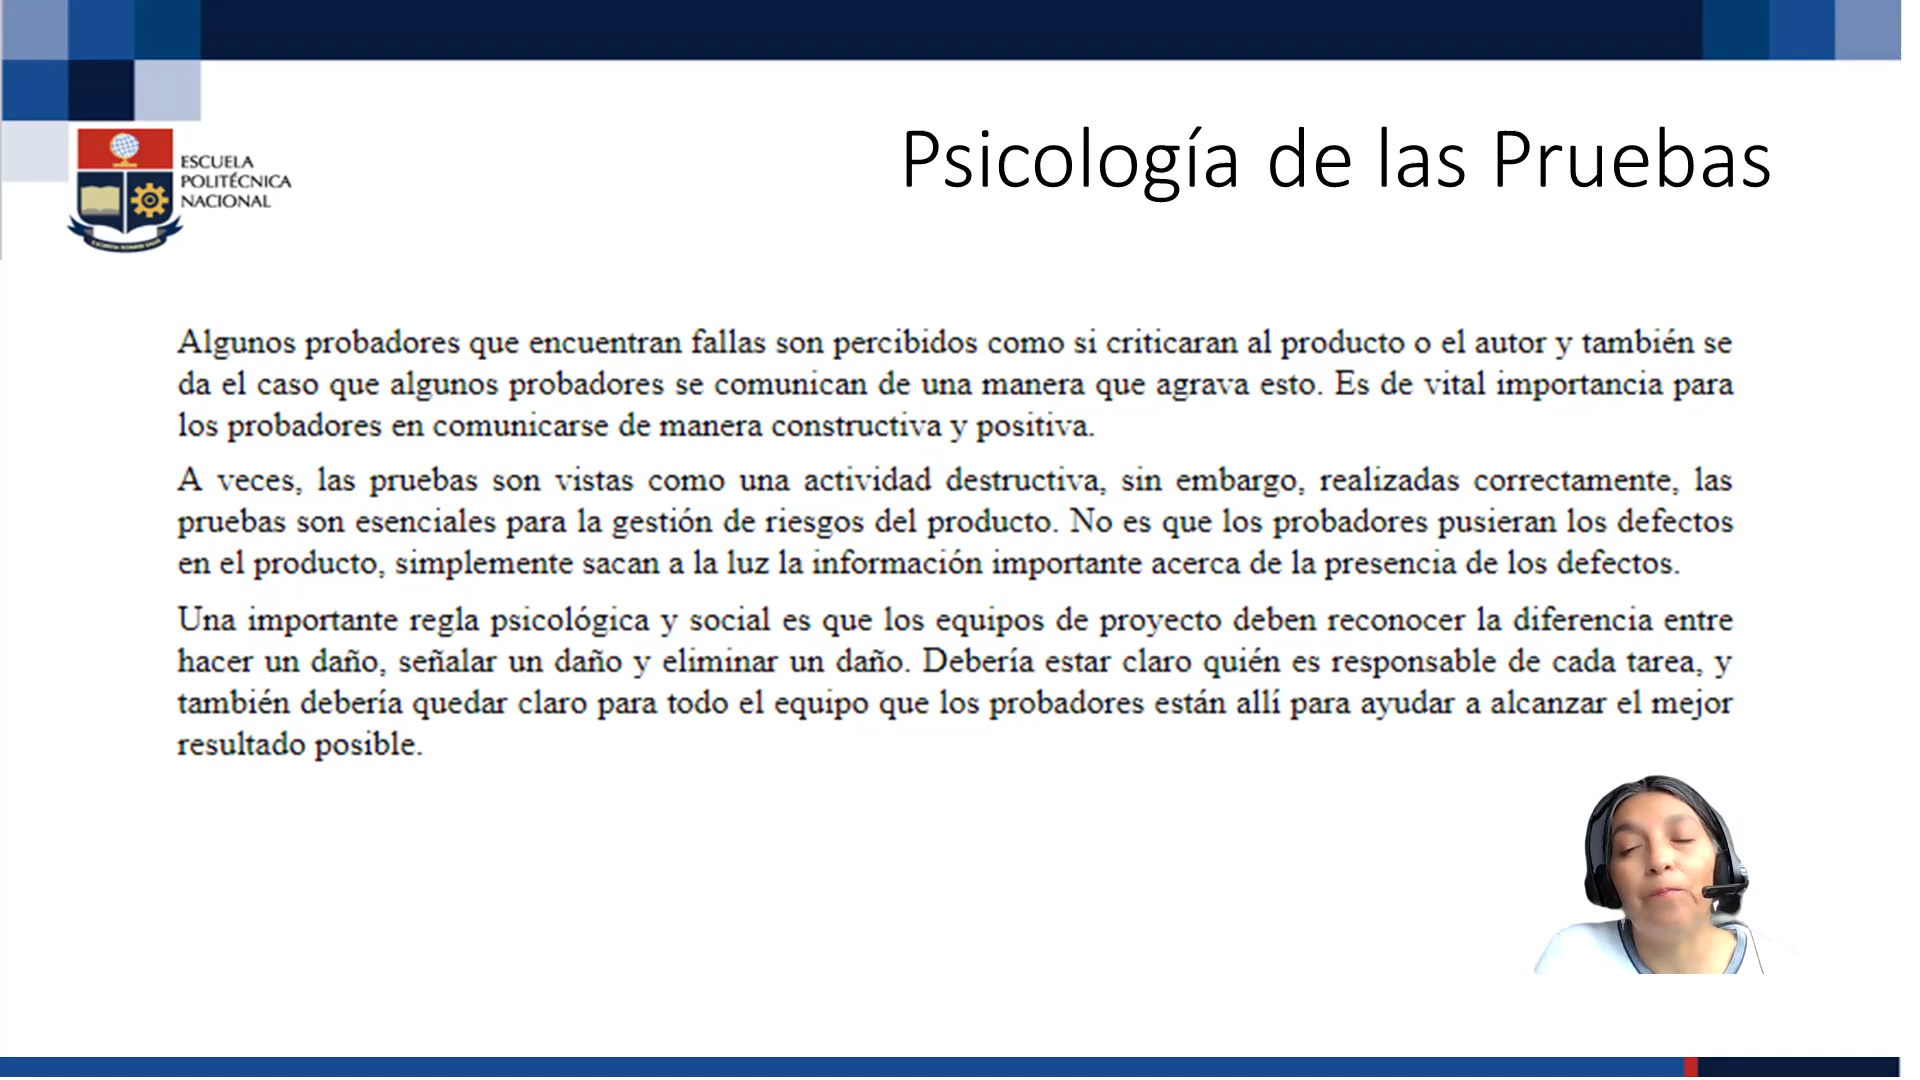 ESCUELA
POLITÉCNICA
NACIONAL
Psicología de las Pruebas
Algunos probadores que encuentran fallas son percibidos como si criticaran al producto o el autor y también se
da el caso que algunos probadores se comunican de una manera que agrava esto. Es de vital importancia para
los probadores en comunicarse de manera constructiva y positiva.
A veces, las pruebas son vistas como una actividad destructiva, sin embargo, realizadas correctamente, las
pruebas son esenciales para la gestión de riesgos del producto. No es que los probadores pusieran los defectos
en el producto, simplemente sacan a la luz la información importante acerca de la presencia de los defectos.
Una importante regla psicológica y social es que los equipos de proyecto deben reconocer la diferencia entre
hacer un daño, señalar un daño y eliminar un daño. Debería estar claro quién es responsable de cada tarea, y
también debería quedar claro para todo el equipo que los probadores están allí para ayudar a alcanzar el mejor
resultado posible.